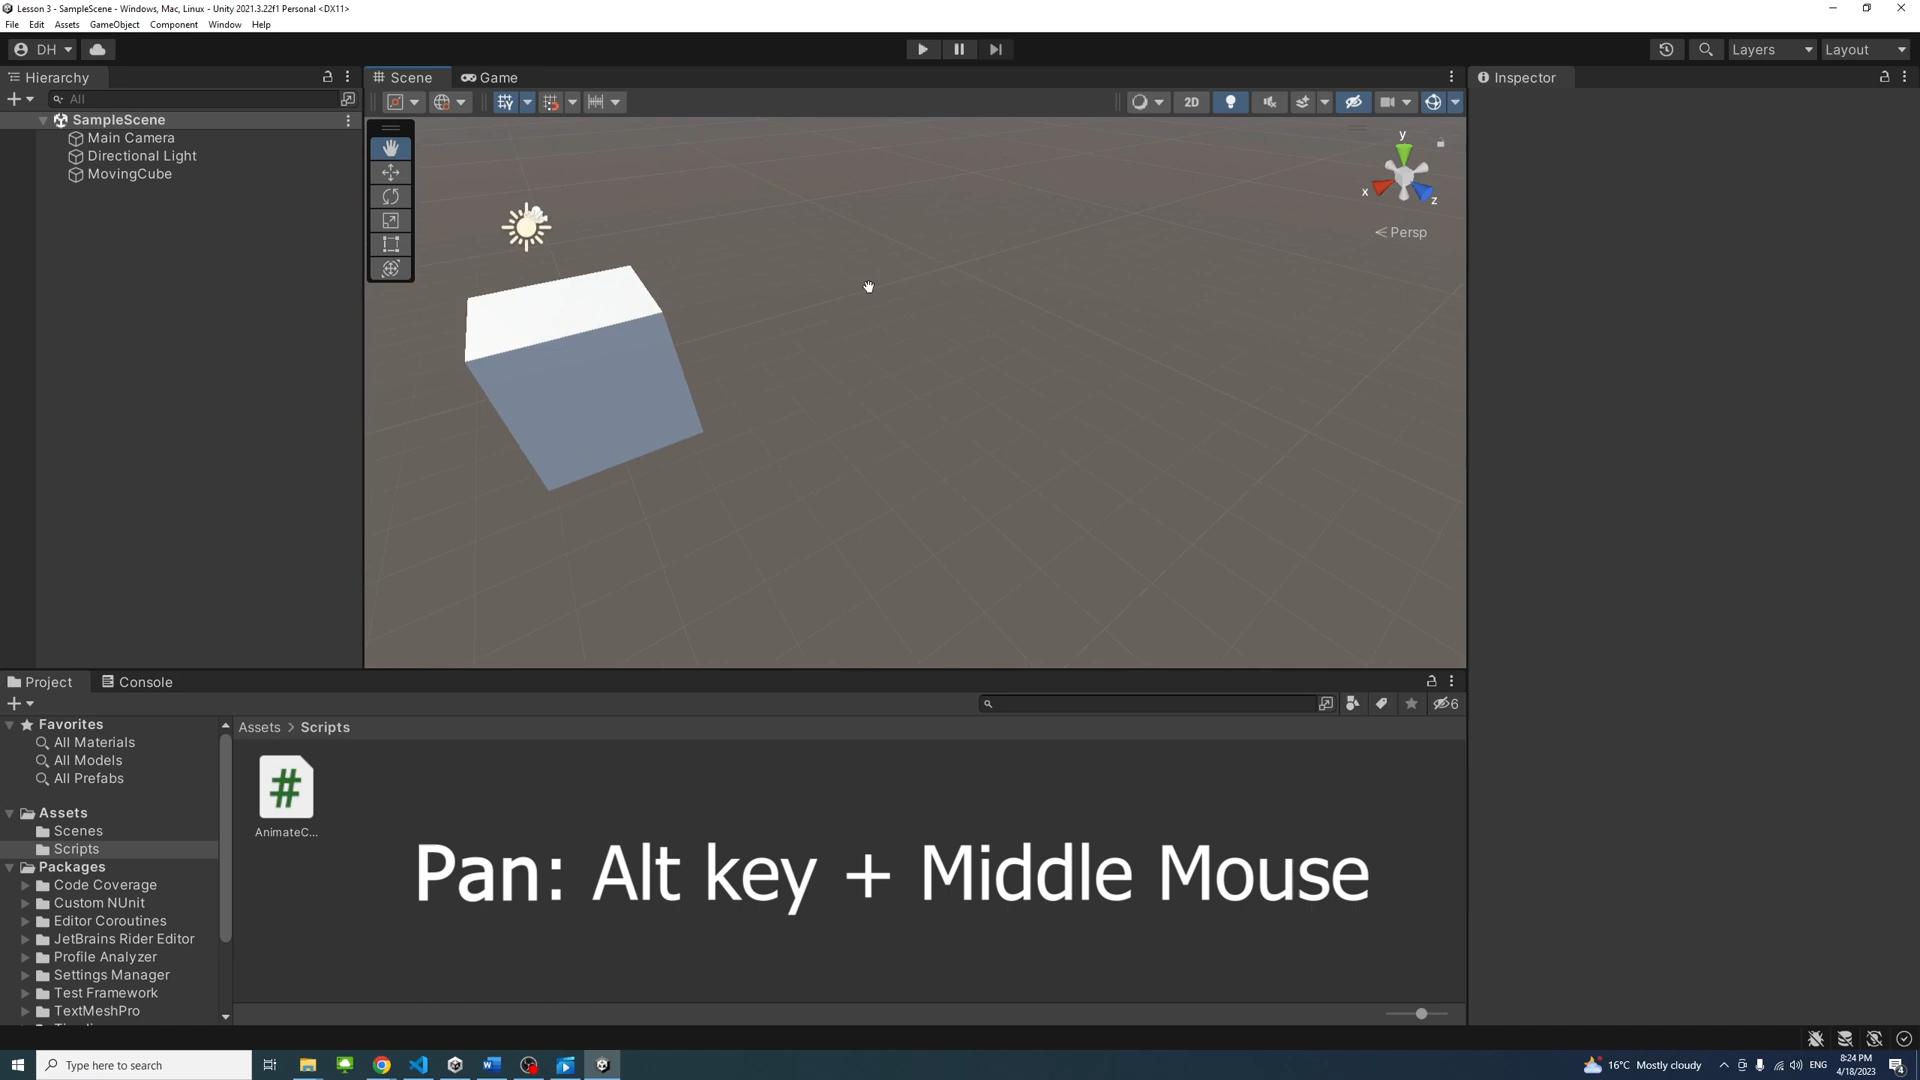 Lesson 3 - SampleScene - Windows, Mac, Linux - Unity 2021.3.22f1 Personal <DX11>
File Edit Assets GameObject Component Window Help
DH
Layers
Layout
Hierarchy
Scene
Game
Inspector
All
2D
SampleScene
Main Camera
Directional Light
MovingCube
y
x
z
Persp
Project
Console
6
Favorites
All Materials
All Models
All Prefabs
Assets
Scenes
Scripts
Packages
Code Coverage
Custom NUnit
Editor Coroutines
JetBrains Rider Editor
Profile Analyzer
Settings Manager
Test Framework
TextMeshPro
Assets > Scripts
AnimateC...
Pan: Alt key + Middle Mouse
Type here to search
16°C Mostly cloudy
ENG
8:24 PM
4/18/2023
4